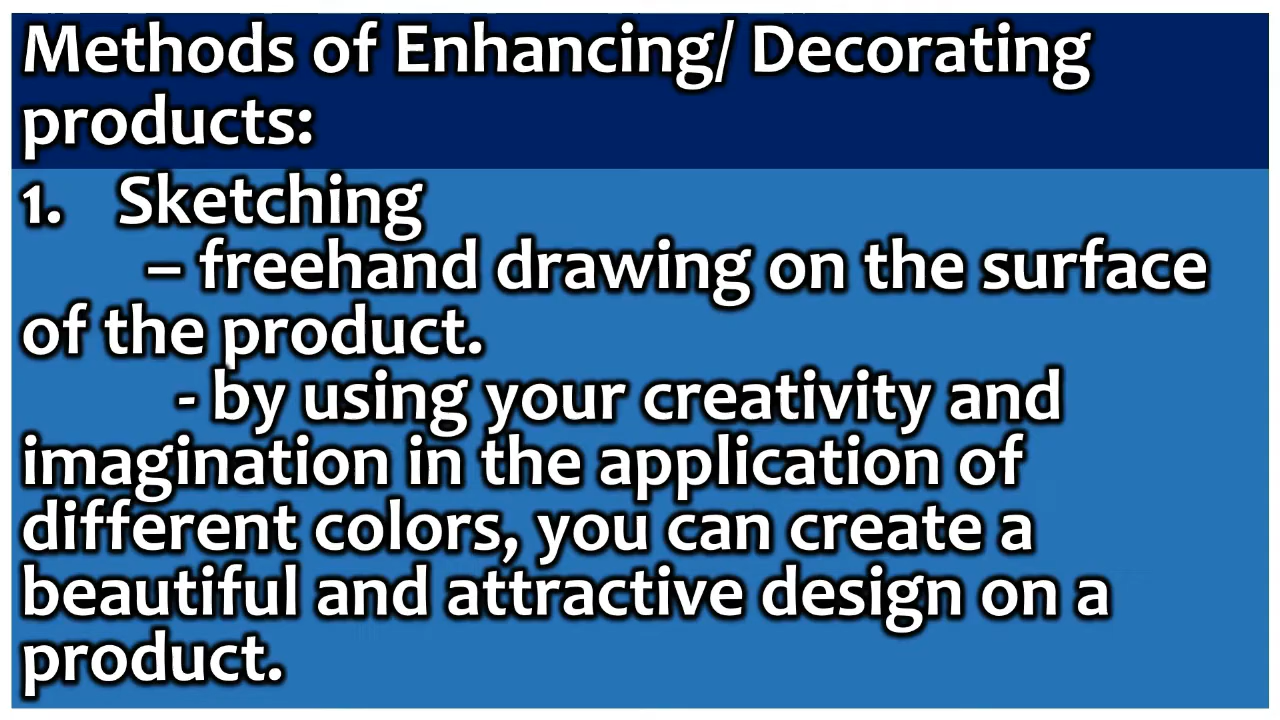 Methods of Enhancing/ Decorating
products:
1. Sketching
– freehand drawing on the surface
of the product.
- by using your creativity and
imagination in the application of
different colors, you can create a
beautiful and attractive design on a
product.